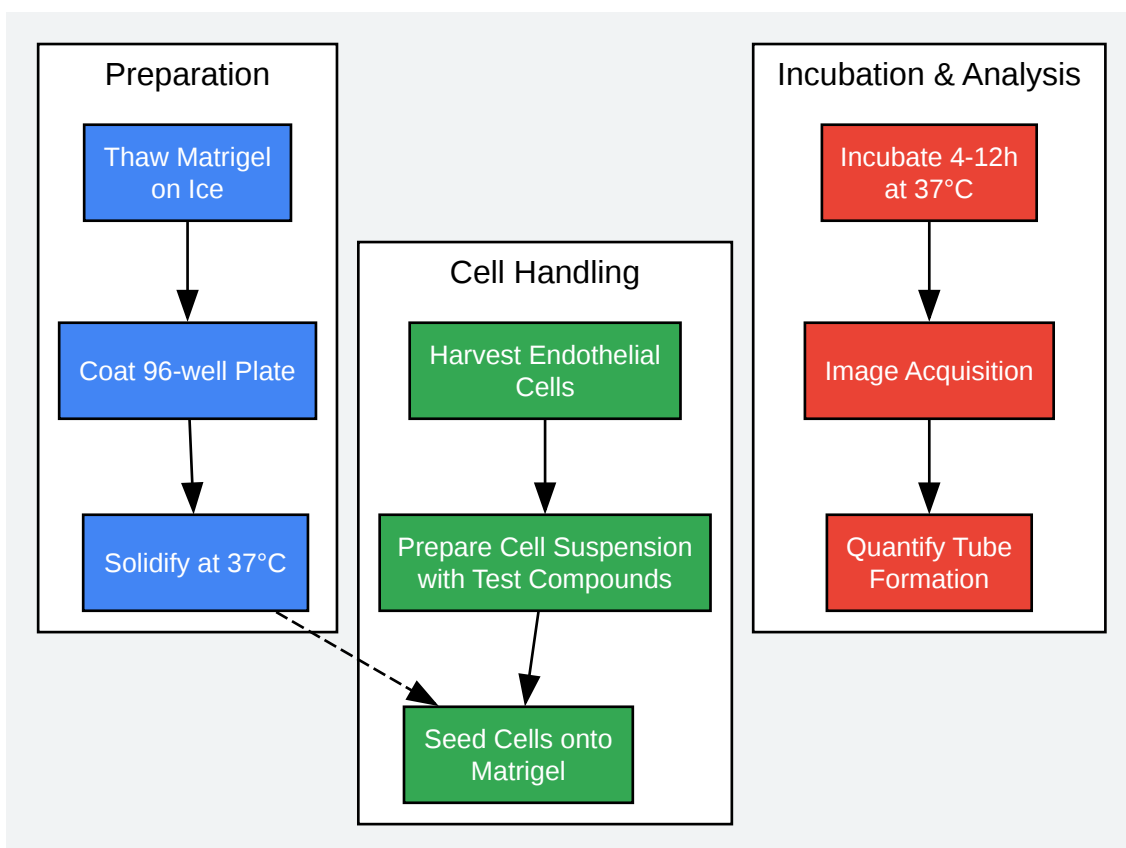 Preparation
Thaw Matrigel
on Ice
Coat 96-well Plate
Solidify at 37°C
Cell Handling
Harvest Endothelial
Cells
Prepare Cell Suspension
with Test Compounds
Seed Cells onto
Matrigel
Incubation & Analysis
Incubate 4-12h
at 37°C
Image Acquisition
Quantify Tube
Formation